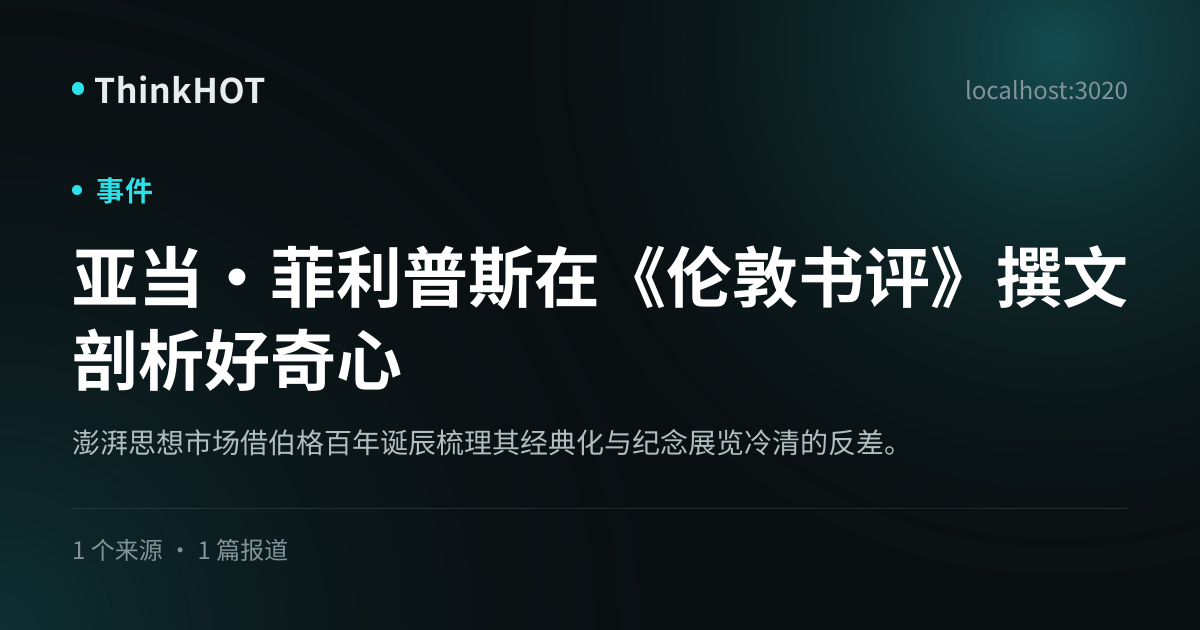 ThinkHOT
localhost:3020
事件
亚当・菲利普斯在《伦敦书评》撰文
剖析好奇心
澎湃思想市场借伯格百年诞辰梳理其经典化与纪念展览冷清的反差。
1 个来源 · 1 篇报道